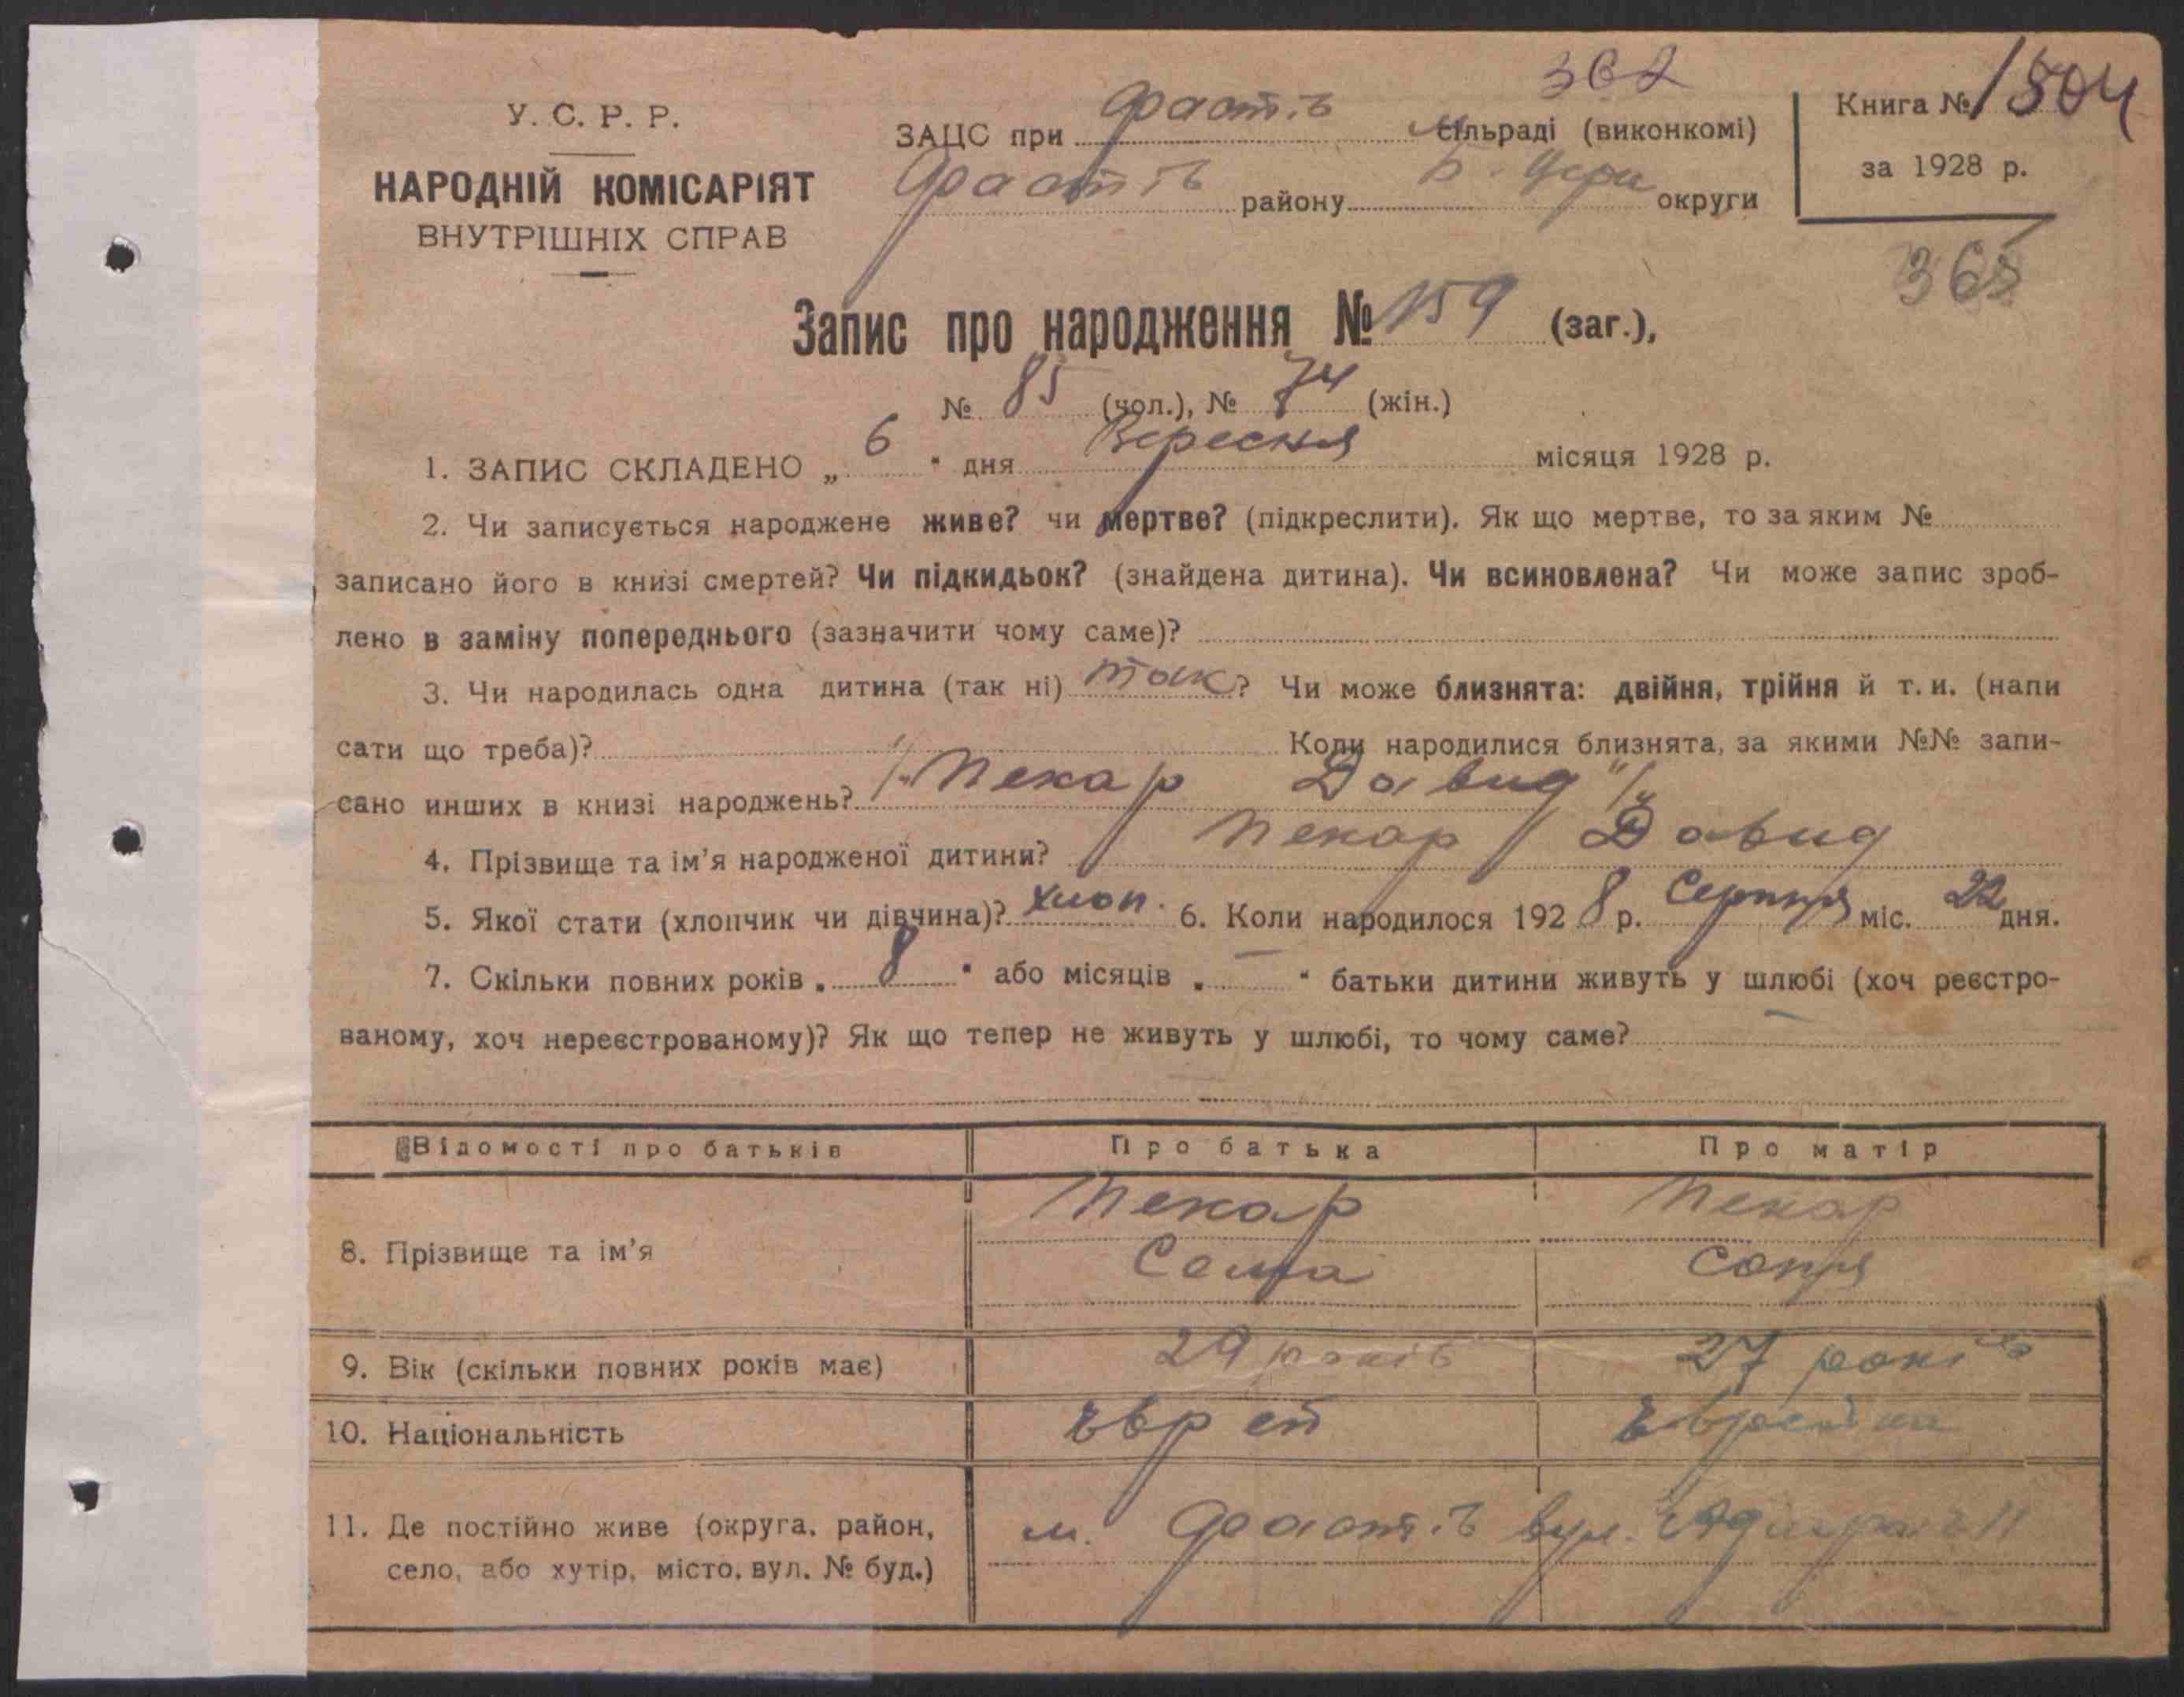 362
У. С. Р. Р.
НАРОДНІЙ КОМІСАРІЯТ
ВНУТРІШНІХ СПРАВ
ЗАЦС при Фастів сільраді (виконкомі)
Фастів району Б. Церк округи
Книга № 1504
за 1928 р.
365
Запис про народження № 159 (заг.),
№ 85 (чол.), № 74 (жін.)
1. ЗАПИС СКЛАДЕНО „ 6 " дня Вересня місяця 1928 р.
2. Чи записується народжене живе? чи мертве? (підкреслити). Як що мертве, то за яким №
записано його в книзі смертей? Чи підкидьок? (знайдена дитина). Чи всиновлена? Чи може запис зроб-
лено в заміну попереднього (зазначити чому саме)?
3. Чи народилась одна дитина (так ні) так? Чи може близнята: двійня, трійня й т. и. (напи
сати що треба)? Коли народилися близнята, за якими №№ запи-
сано инших в книзі народжень? /"Пекар Давид"/
4. Прізвище та ім'я народженої дитини? Пекар Давид
5. Якої стати (хлопчик чи дівчина)? хлоп. 6. Коли народилося 1928 р. Серпня міс. 22 дня.
7. Скільки повних років „ 8 " або місяців „ — " батьки дитини живуть у шлюбі (хоч реєстро-
ваному, хоч нереєстрованому)? Як що тепер не живуть у шлюбі, то чому саме? —
Відомості про батьків Про батька Про матір
8. Прізвище та ім'я Пекар Сема Пекар Соня
9. Вік (скільки повних років має) 29 років 27 років
10. Національність Єврей Єврейка
11. Де постійно живе (округа, район, м. Фастів вул. 11
село, або хутір, місто, вул. № буд.)